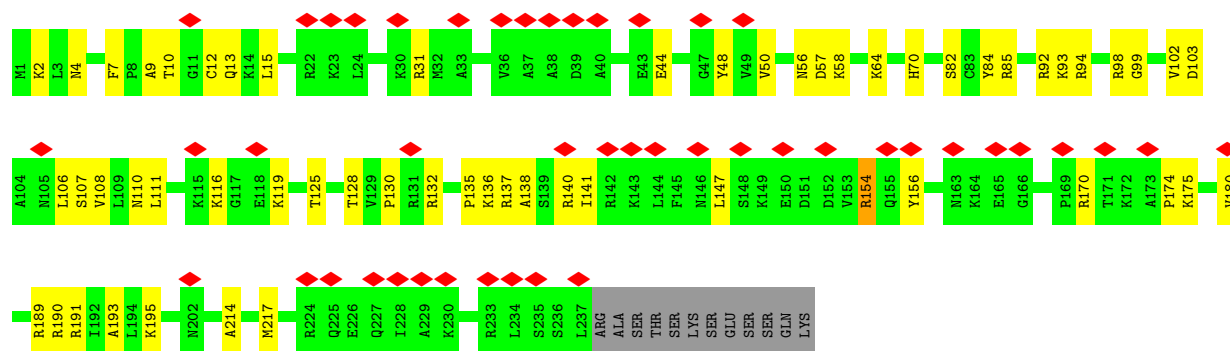 M1 K2 L3 N4 F7 P8 A9 T10 G11 C12 Q13 K14 L15 R22 K23 L24 K30 R31 M32 A33 V36 A37 A38 D39 A40 E43 E44 G47 Y48 V49 V50 N56 D57 K58 K64 H70 S82 C83 Y84 R85 R92 K93 R94 R98 G99 V102 D103
A104 N105 L106 S107 V108 L109 N110 L111 K115 K116 G117 E118 K119 T125 T128 V129 P130 R131 R132 P135 K136 R137 A138 S139 R140 I141 R142 K143 L144 F145 N146 L147 S148 K149 E150 D151 D152 V153 R154 Q155 Y156 N163 K164 E165 G166 P169 R170 T171 K172 A173 P174 K175 V180
R189 R190 R191 I192 A193 L194 K195 N202 A214 M217 R224 Q225 E226 Q227 I228 A229 K230 R233 L234 S235 S236 L237 ARG ALA SER THR SER LYS SER GLU SER SER GLN LYS